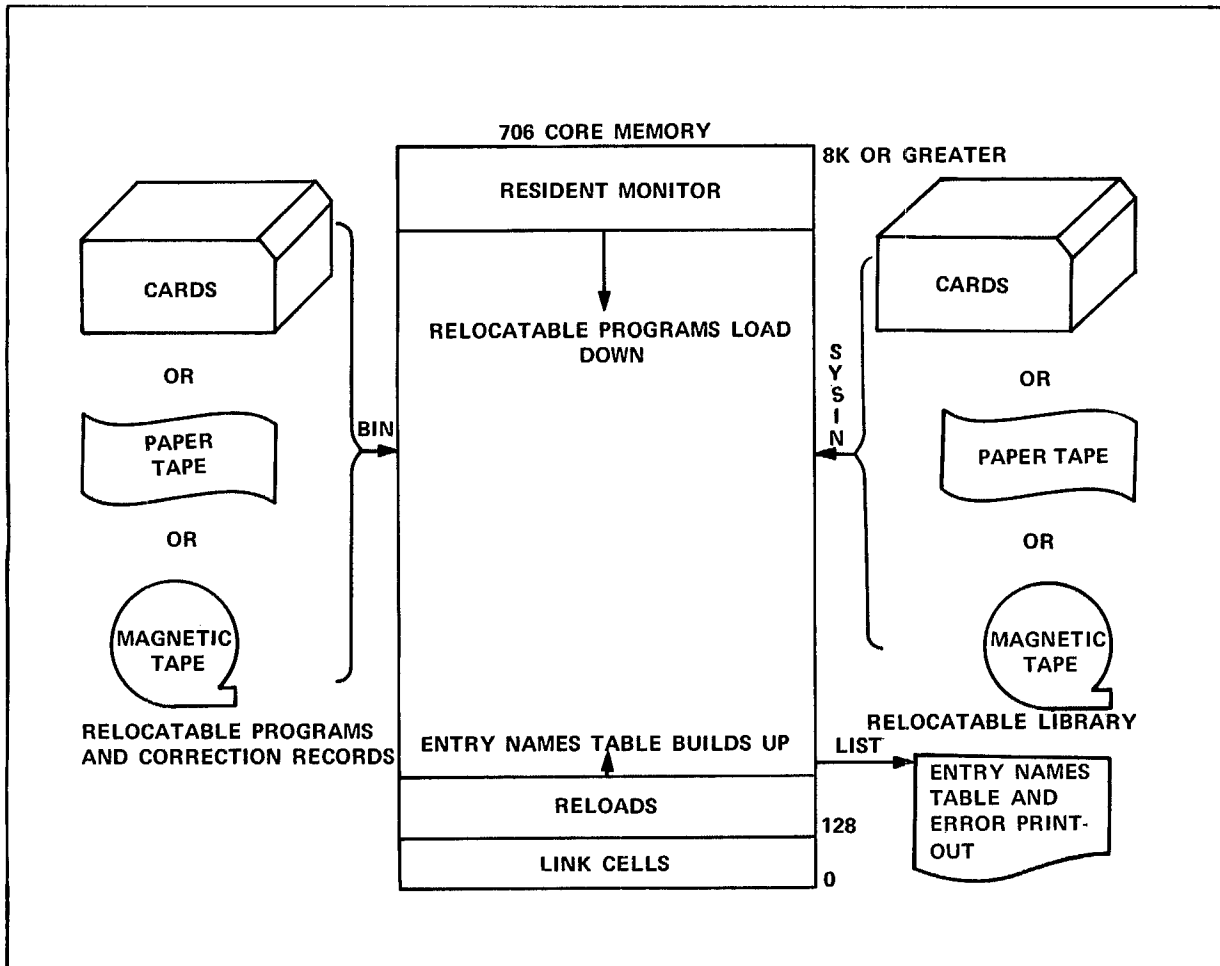 706 CORE MEMORY
8K OR GREATER
RESIDENT MONITOR
CARDS
CARDS
RELOCATABLE PROGRAMS LOAD
DOWN
OR
OR
SYSIN
BIN
PAPER
TAPE
PAPER TAPE
OR
OR
MAGNETIC
TAPE
MAGNETIC
TAPE
RELOCATABLE PROGRAMS
AND CORRECTION RECORDS
RELOCATABLE LIBRARY
ENTRY NAMES TABLE BUILDS UP
LIST
ENTRY NAMES
TABLE AND
ERROR PRINT-
OUT
RELOADS
128
LINK CELLS
0